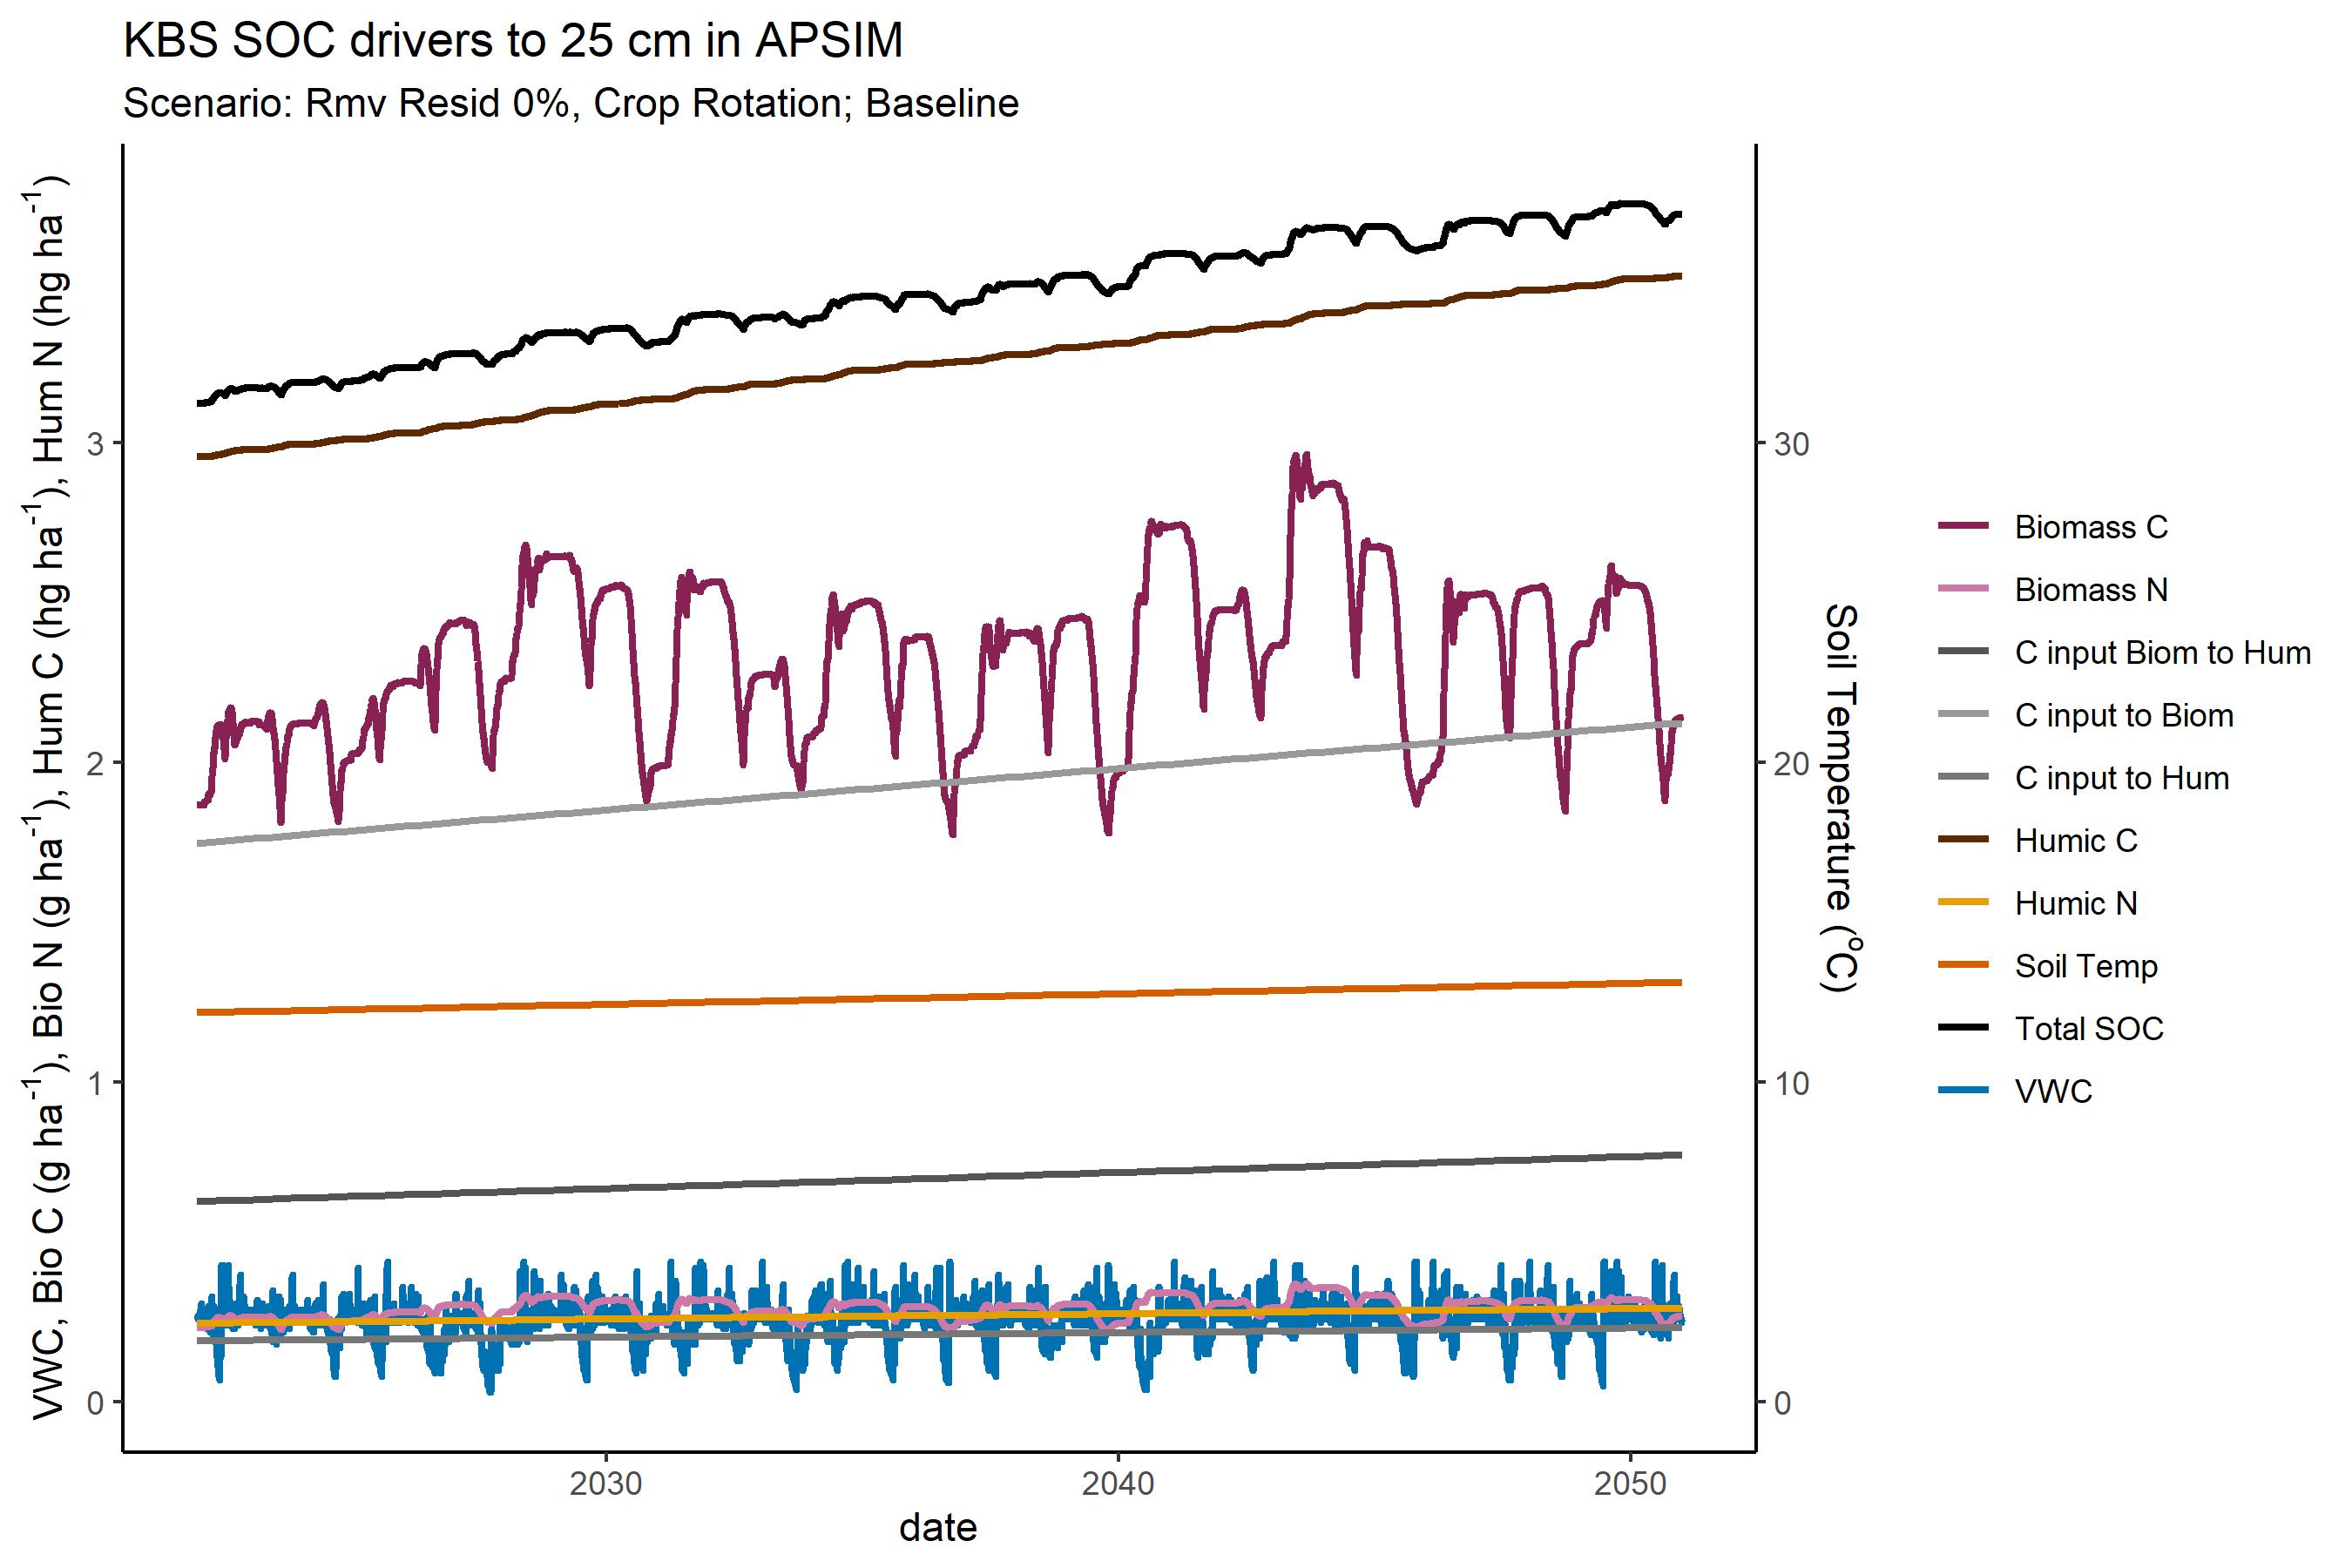 KBS SOC drivers to 25 cm in APSIM
Scenario: Rmv Resid 0%, Crop Rotation; Baseline
VWC, Bio C (g ha⁻¹), Bio N (g ha⁻¹), Hum C (hg ha⁻¹), Hum N (hg ha⁻¹)
3
2
1
0
30
20
10
0
Soil Temperature (°C)
2030
2040
2050
date
Biomass C
Biomass N
C input Biom to Hum
C input to Biom
C input to Hum
Humic C
Humic N
Soil Temp
Total SOC
VWC